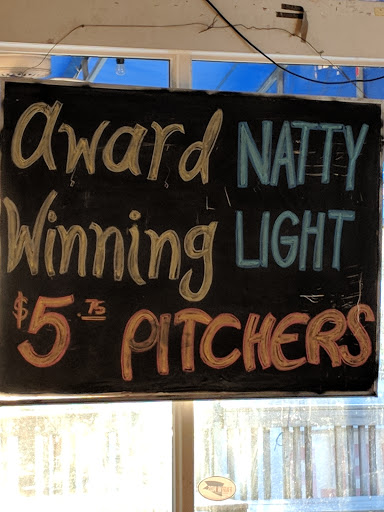 Award NATTY
Winning LIGHT
$5.75 PITCHERS